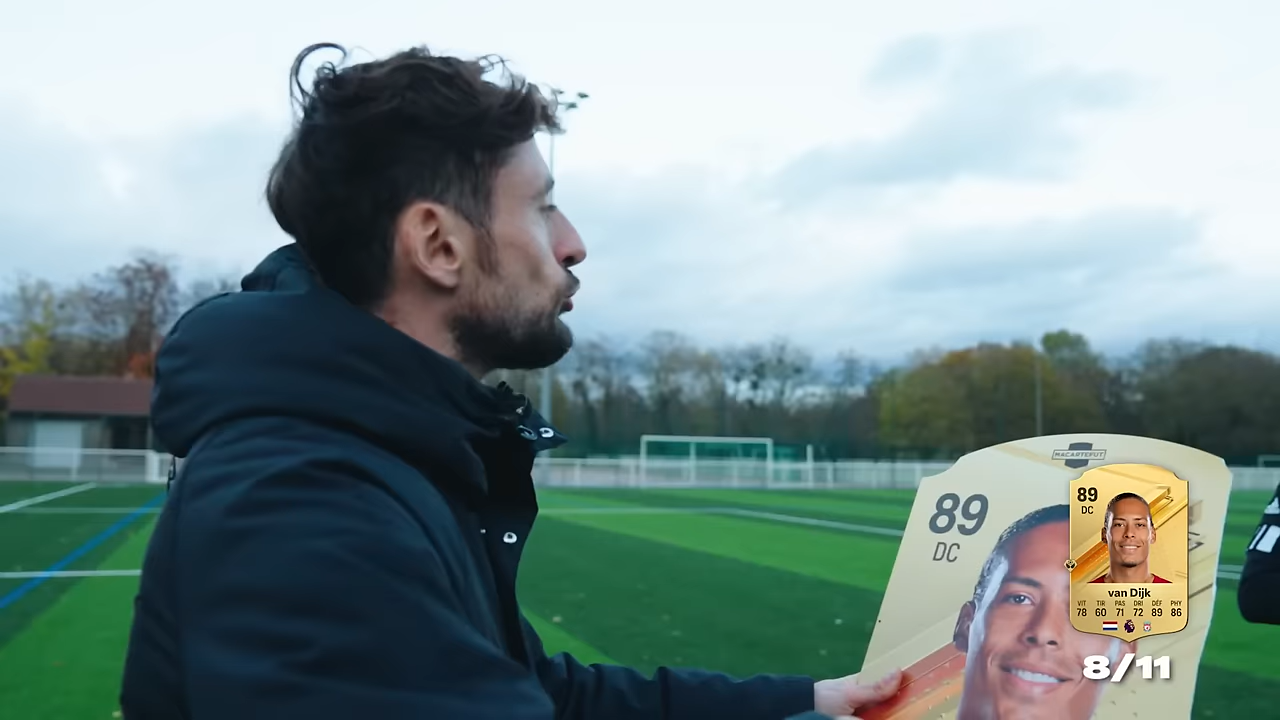 MACARTEFUT
89
DC
89
DC
van Dijk
VIT TIR PAS DRI DÉF PHY
78 60 71 72 89 86
8/11